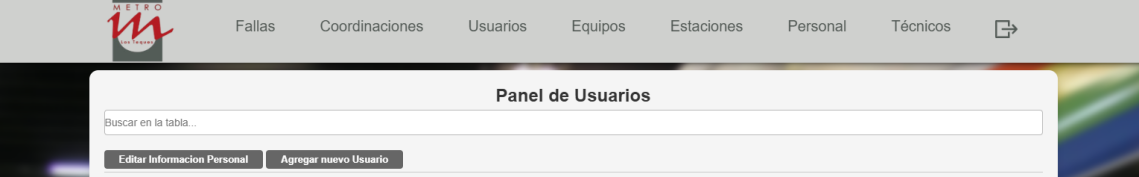 METRO
Los Teques
Fallas Coordinaciones Usuarios Equipos Estaciones Personal Técnicos
Panel de Usuarios
Buscar en la tabla...
Editar Informacion Personal Agregar nuevo Usuario